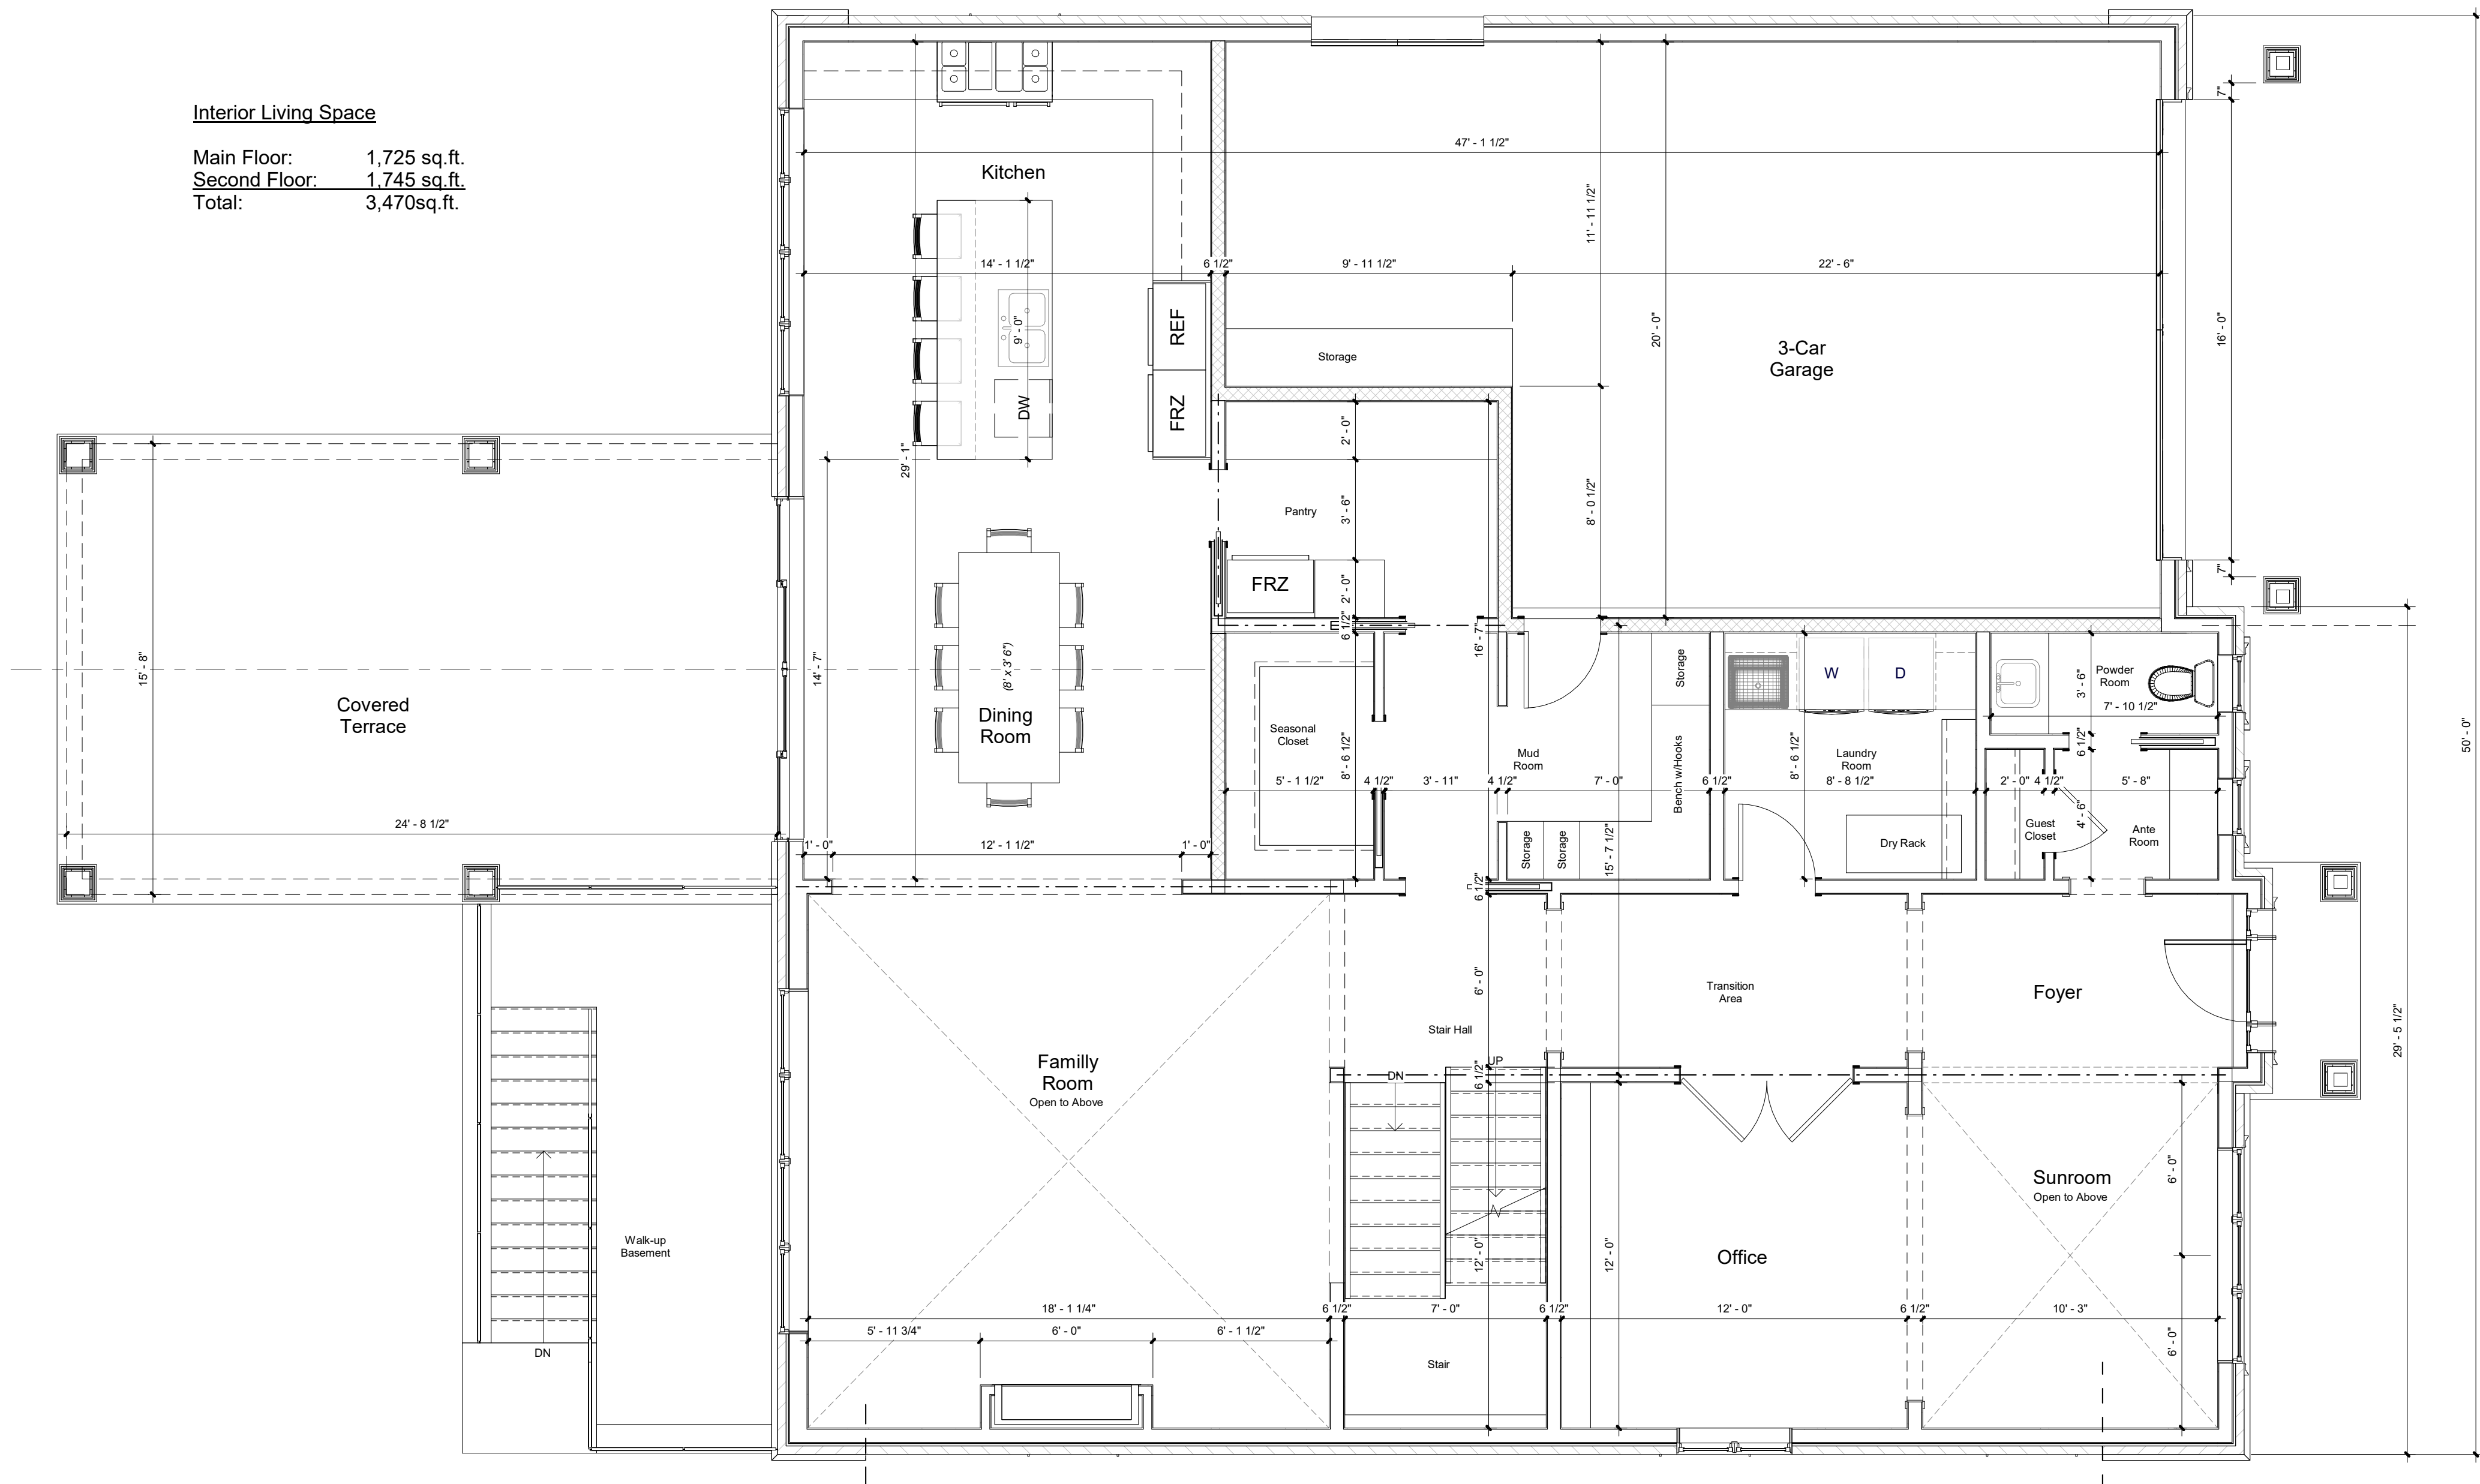 Interior Living Space
Main Floor: 1,725 sq.ft.
Second Floor: 1,745 sq.ft.
Total: 3,470sq.ft.
7"
47' - 1 1/2"
Kitchen
11' - 11 1/2"
14' - 1 1/2"
6 1/2"
9' - 11 1/2"
22' - 6"
9' - 0"
REF
20' - 0"
16' - 0"
Storage
3-Car
Garage
DW
FRZ
29' - 1"
2' - 0"
Pantry
3' - 6"
8' - 0 1/2"
7"
FRZ
2' - 0"
6 1/2"
16' - 7"
15' - 8"
Covered
Terrace
14' - 7"
(8' x 3' 6")
Dining
Room
Seasonal
Closet
8' - 6 1/2"
Mud
Room
Storage
Bench w/Hooks
W
D
8' - 6 1/2"
Laundry
Room
Powder
Room
3' - 6"
7' - 10 1/2"
6 1/2"
50' - 0"
5' - 1 1/2"
4 1/2"
3' - 11"
4 1/2"
7' - 0"
6 1/2"
8' - 8 1/2"
2' - 0"
4 1/2"
5' - 8"
24' - 8 1/2"
4' - 6"
Guest
Closet
Ante
Room
1' - 0"
12' - 1 1/2"
1' - 0"
Storage
Storage
15' - 7 1/2"
Dry Rack
6 1/2"
6' - 0"
Transition
Area
Foyer
Stair Hall
29' - 5 1/2"
Familly
Room
Open to Above
DN
UP
6 1/2"
Sunroom
Open to Above
6' - 0"
Walk-up
Basement
12' - 0"
12' - 0"
Office
18' - 1 1/4"
6 1/2"
7' - 0"
6 1/2"
12' - 0"
6 1/2"
10' - 3"
5' - 11 3/4"
6' - 0"
6' - 1 1/2"
6' - 0"
DN
Stair